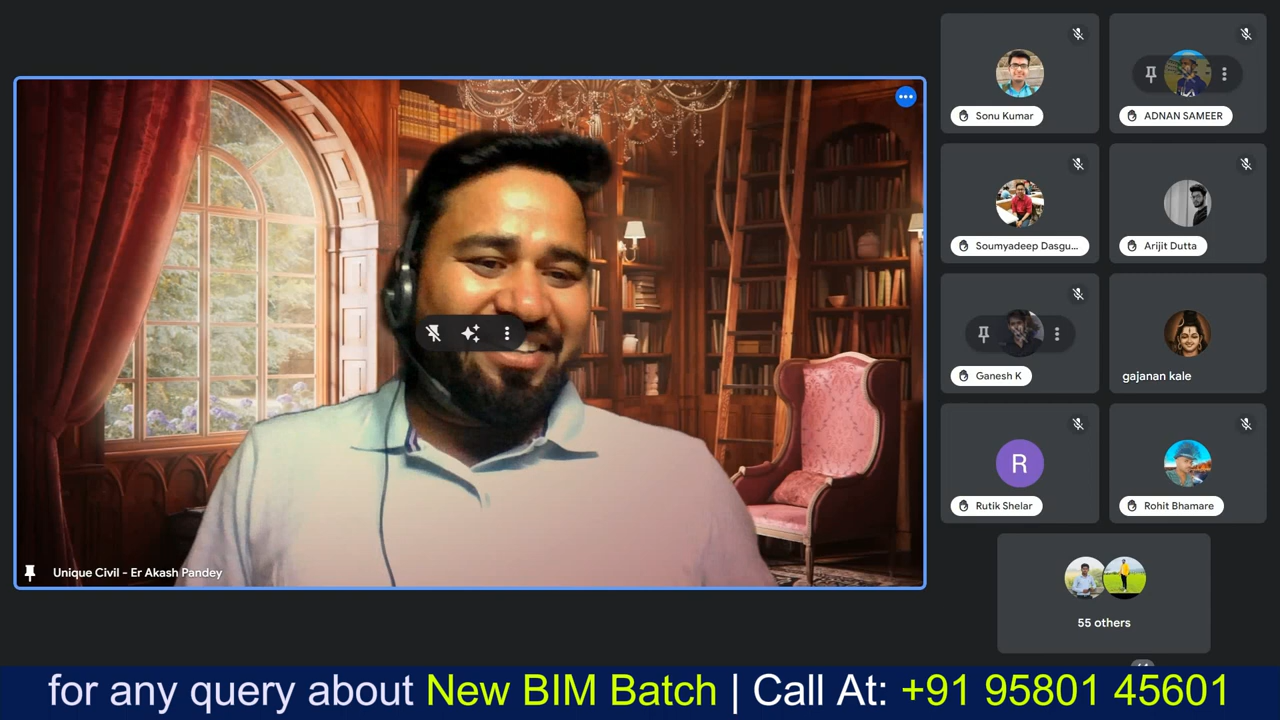 Sonu Kumar
ADNAN SAMEER
Soumyadeep Dasgu...
Arijit Dutta
Ganesh K
gajanan kale
R
Rutik Shelar
Rohit Bhamare
55 others
Unique Civil - Er Akash Pandey
for any query about New BIM Batch | Call At: +91 95801 45601